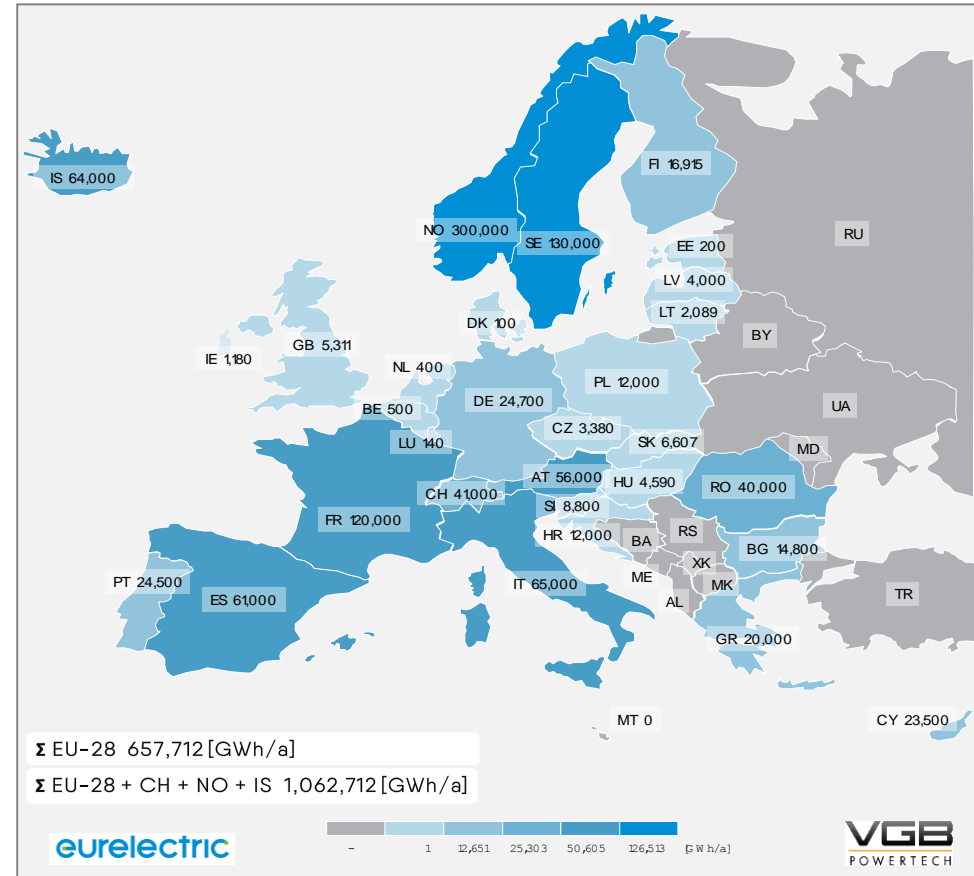 IS 64,000
FI 16,915
NO 300,000
SE 130,000
RU
EE 200
LV 4,000
LT 2,089
DK 100
BY
GB 5,311
IE 1,180
NL 400
PL 12,000
DE 24,700
BE 500
UA
CZ 3,380
LU 140
SK 6,607
MD
AT 56,000
HU 4,590
RO 40,000
CH 41,000
SI 8,800
FR 120,000
HR 12,000
BA
RS
BG 14,800
XK
ME
MK
PT 24,500
IT 65,000
AL
TR
ES 61,000
GR 20,000
MT 0
CY 23,500
Σ EU-28 657,712 [GWh/a]
Σ EU-28 + CH + NO + IS 1,062,712 [GWh/a]
eurelectric
– 1 12,651 25,303 50,605 126,513 [GWh/a]
VGB
POWERTECH